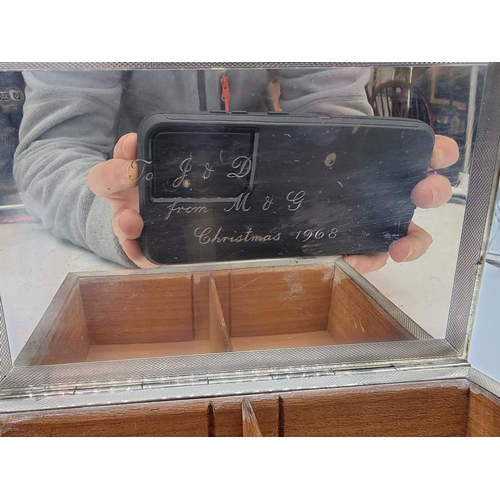 To J & D
from M & G
Christmas 1968